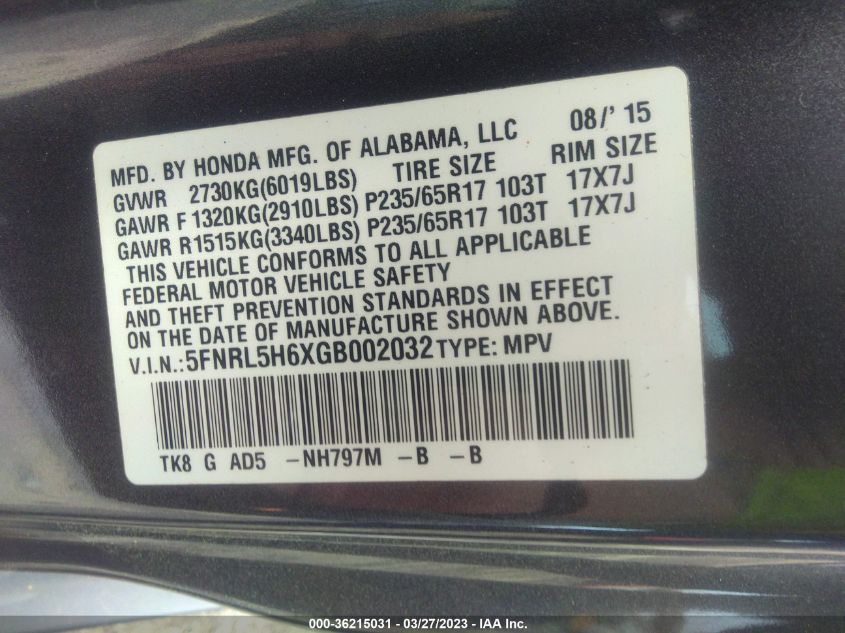 MFD. BY HONDA MFG. OF ALABAMA, LLC 08/' 15
GVWR 2730KG(6019LBS) TIRE SIZE RIM SIZE
GAWR F 1320KG(2910LBS) P235/65R17 103T 17X7J
GAWR R1515KG(3340LBS) P235/65R17 103T 17X7J
THIS VEHICLE CONFORMS TO ALL APPLICABLE
FEDERAL MOTOR VEHICLE SAFETY
AND THEFT PREVENTION STANDARDS IN EFFECT
ON THE DATE OF MANUFACTURE SHOWN ABOVE.
V.I.N.:5FNRL5H6XGB002032 TYPE: MPV
TK8 G AD5 -NH797M -B -B
000-36215031 - 03/27/2023 - IAA Inc.